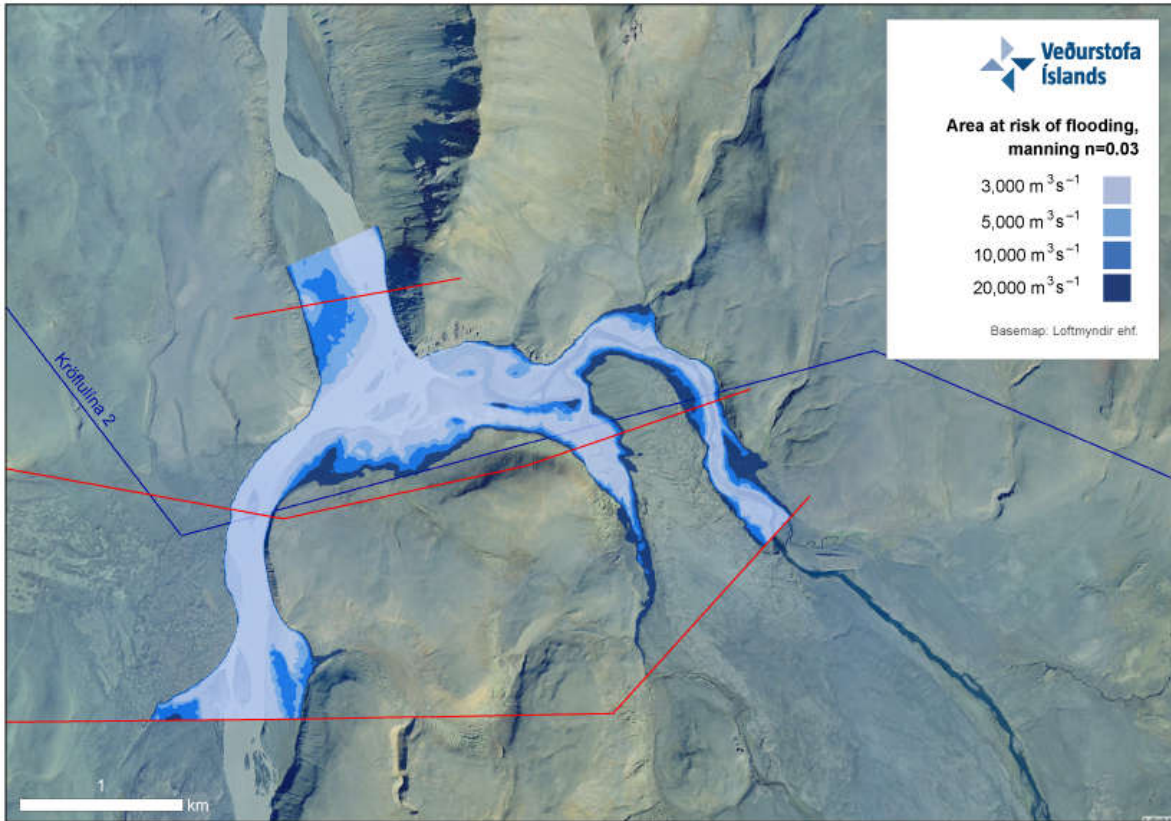 Veðurstofa
Íslands
Area at risk of flooding,
manning n=0.03
3,000 m³s⁻¹
5,000 m³s⁻¹
10,000 m³s⁻¹
20,000 m³s⁻¹
Basemap: Loftmyndir ehf.
Kröflulína 2
1
km